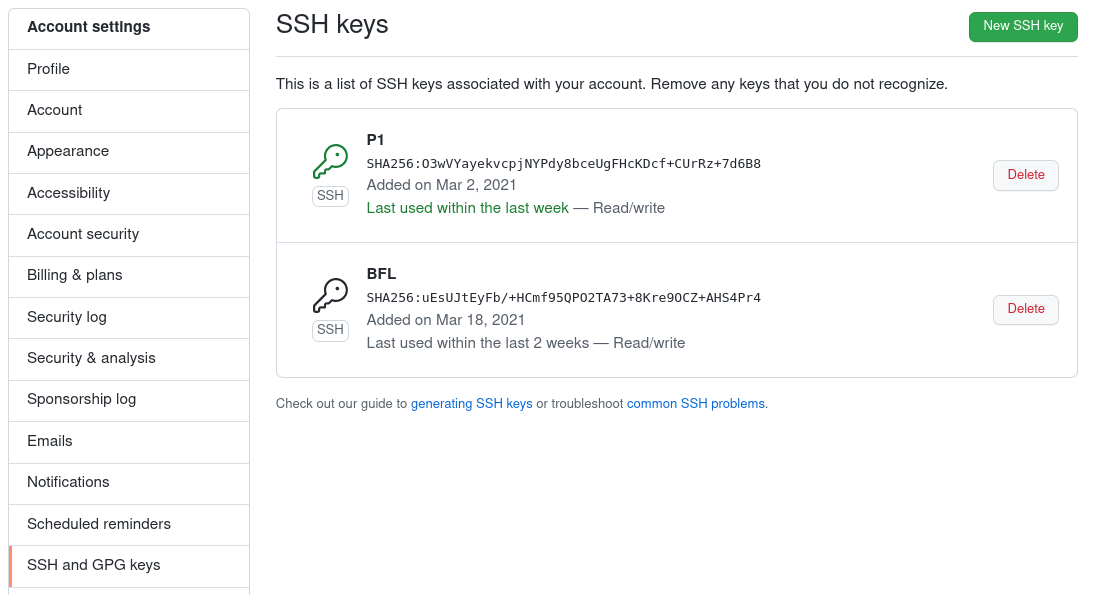 Account settings
Profile
Account
Appearance
Accessibility
Account security
Billing & plans
Security log
Security & analysis
Sponsorship log
Emails
Notifications
Scheduled reminders
SSH and GPG keys
SSH keys
New SSH key
This is a list of SSH keys associated with your account. Remove any keys that you do not recognize.
P1
SHA256:O3wVYayekvcpjNYPdy8bceUgFHcKDcf+CUrRz+7d6B8
Added on Mar 2, 2021
Last used within the last week — Read/write
SSH
Delete
BFL
SHA256:uEsUJtEyFb/+HCmf95QPO2TA73+8Kre9OCZ+AHS4Pr4
Added on Mar 18, 2021
Last used within the last 2 weeks — Read/write
SSH
Delete
Check out our guide to generating SSH keys or troubleshoot common SSH problems.